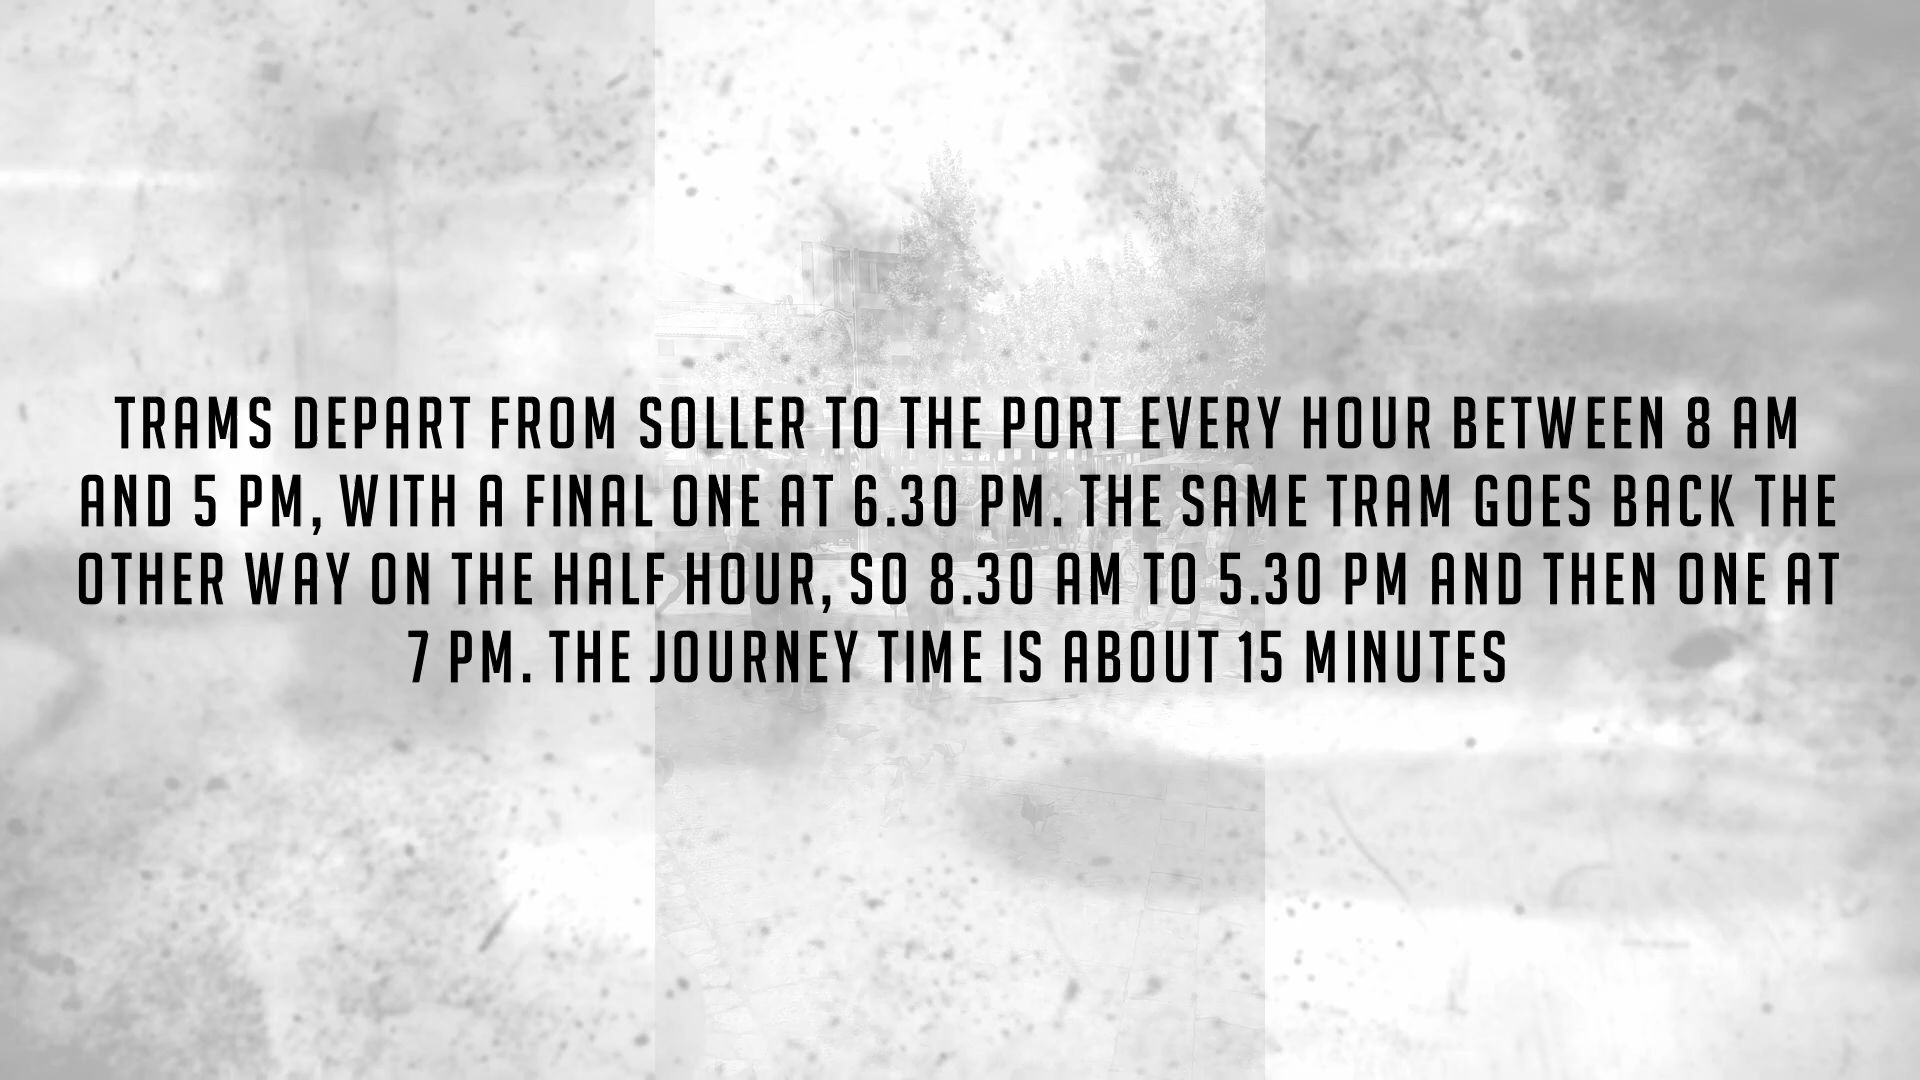 TRAMS DEPART FROM SOLLER TO THE PORT EVERY HOUR BETWEEN 8 AM
AND 5 PM, WITH A FINAL ONE AT 6.30 PM. THE SAME TRAM GOES BACK THE
OTHER WAY ON THE HALF HOUR, SO 8.30 AM TO 5.30 PM AND THEN ONE AT
7 PM. THE JOURNEY TIME IS ABOUT 15 MINUTES